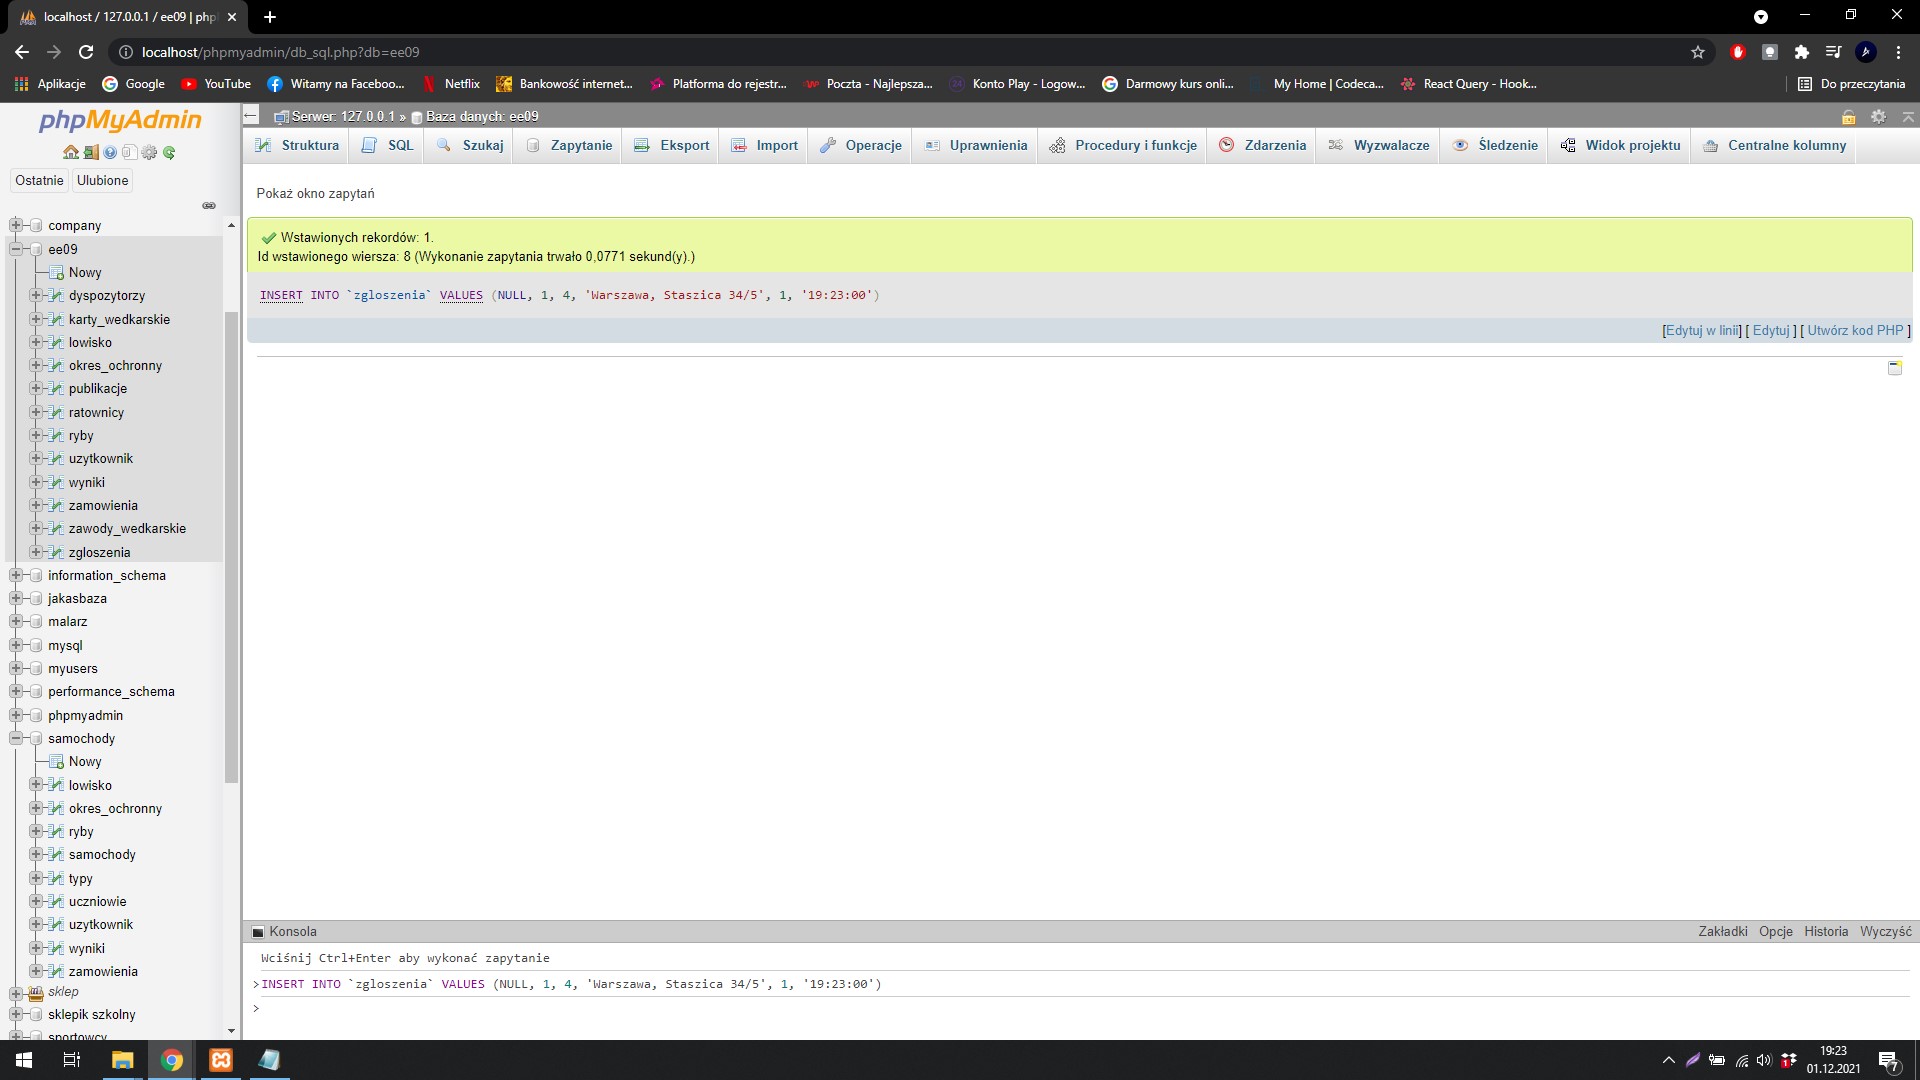 localhost / 127.0.0.1 / ee09 | php
localhost/phpmyadmin/db_sql.php?db=ee09
Aplikacje Google YouTube Witamy na Faceboo... Netflix Bankowość internet... Platforma do rejestr... Poczta - Najlepsza... Konto Play - Logow... Darmowy kurs onli... My Home | Codeca... React Query - Hook... Do przeczytania
phpMyAdmin
Ostatnie Ulubione
company
ee09
Nowy
dyspozytorzy
karty_wedkarskie
lowisko
okres_ochronny
publikacje
ratownicy
ryby
uzytkownik
wyniki
zamowienia
zawody_wedkarskie
zgloszenia
information_schema
jakasbaza
malarz
mysql
myusers
performance_schema
phpmyadmin
samochody
Nowy
lowisko
okres_ochronny
ryby
samochody
typy
uczniowie
uzytkownik
wyniki
zamowienia
sklep
sklepik szkolny
sportowcy
Serwer: 127.0.0.1 » Baza danych: ee09
Struktura SQL Szukaj Zapytanie Eksport Import Operacje Uprawnienia Procedury i funkcje Zdarzenia Wyzwalacze Śledzenie Widok projektu Centralne kolumny
Pokaż okno zapytań
Wstawionych rekordów: 1.
Id wstawionego wiersza: 8 (Wykonanie zapytania trwało 0,0771 sekund(y).)
INSERT INTO `zgloszenia` VALUES (NULL, 1, 4, 'Warszawa, Staszica 34/5', 1, '19:23:00')
[Edytuj w linii] [ Edytuj ] [ Utwórz kod PHP ]
Konsola Zakładki Opcje Historia Wyczyść
Wciśnij Ctrl+Enter aby wykonać zapytanie
>INSERT INTO `zgloszenia` VALUES (NULL, 1, 4, 'Warszawa, Staszica 34/5', 1, '19:23:00')
>
19:23
01.12.2021
7